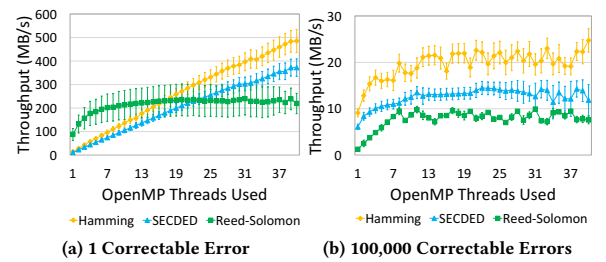 Throughput (MB/s)
600
500
400
300
200
100
0
1 7 13 19 25 31 37
OpenMP Threads Used
Hamming SECDED Reed-Solomon
(a) 1 Correctable Error
Throughput (MB/s)
30
20
10
0
1 7 13 19 25 31 37
OpenMP Threads Used
Hamming SECDED Reed-Solomon
(b) 100,000 Correctable Errors